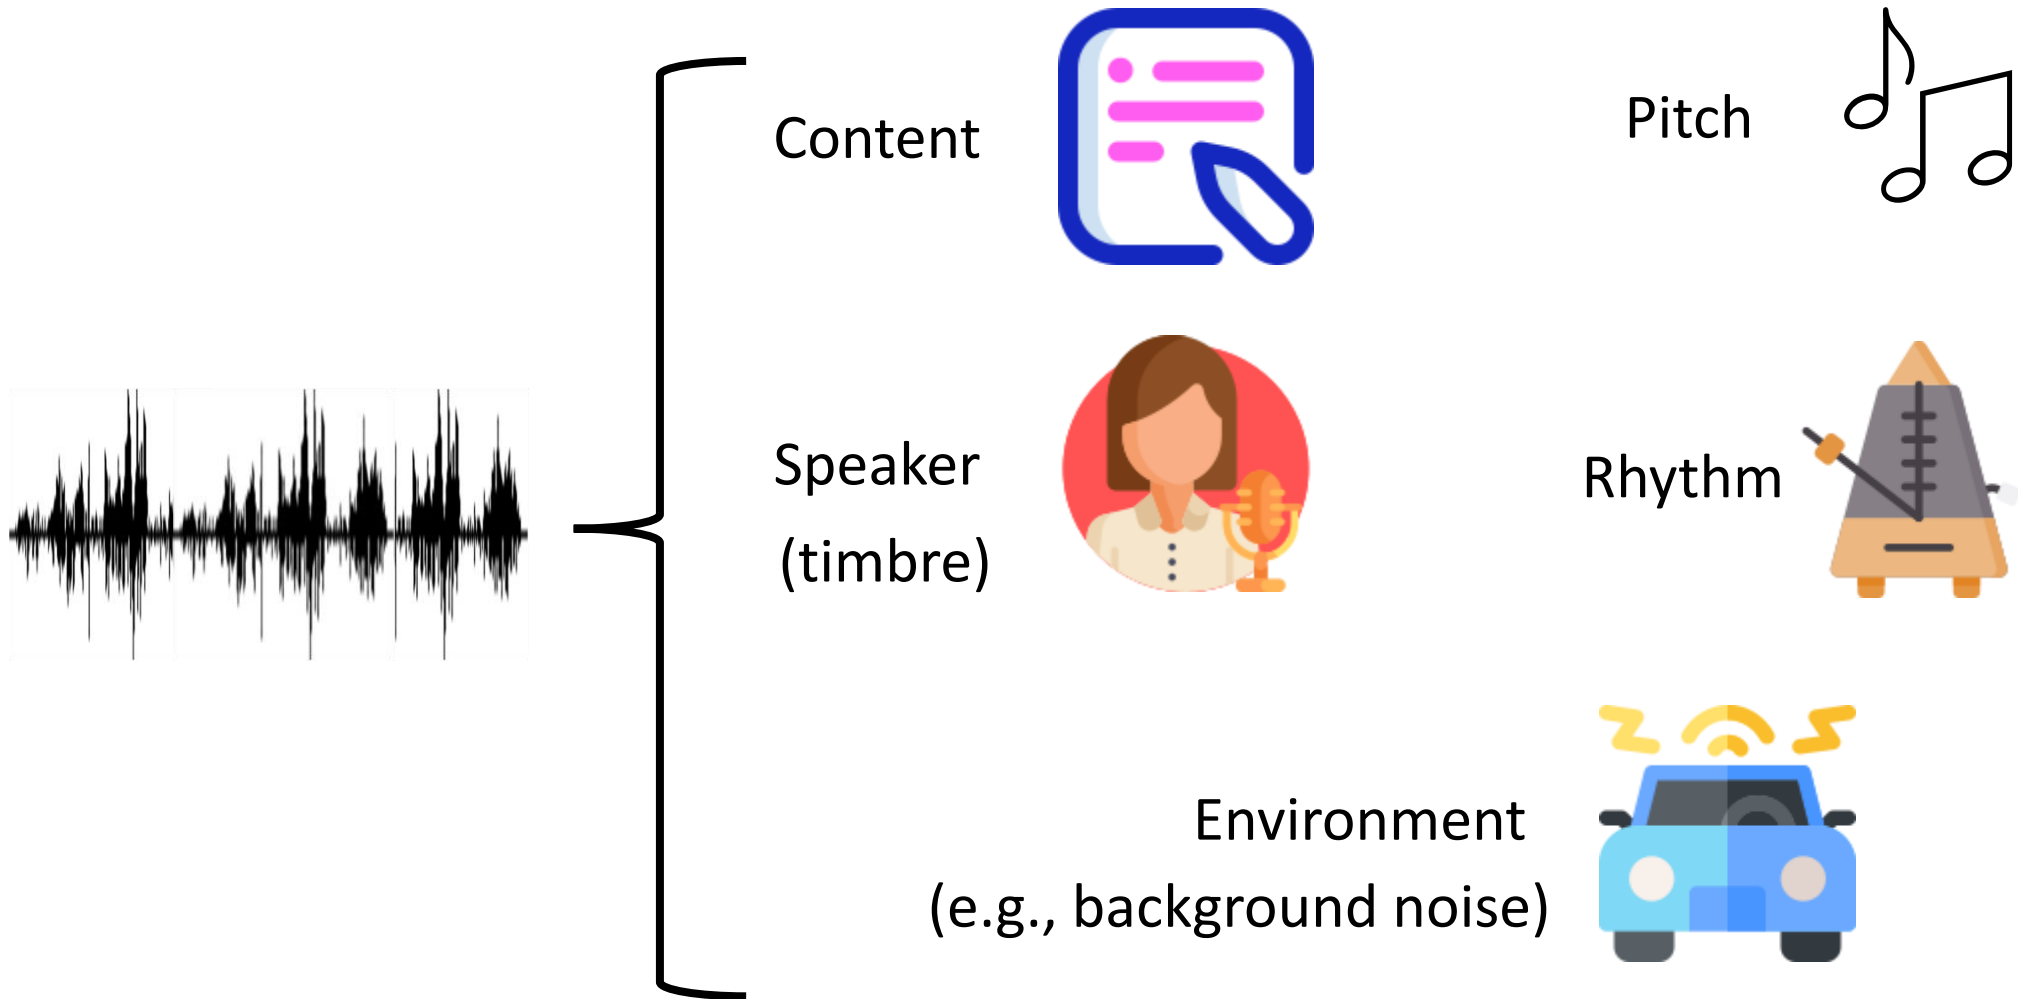 Content
Pitch
Speaker
(timbre)
Rhythm
Environment
(e.g., background noise)